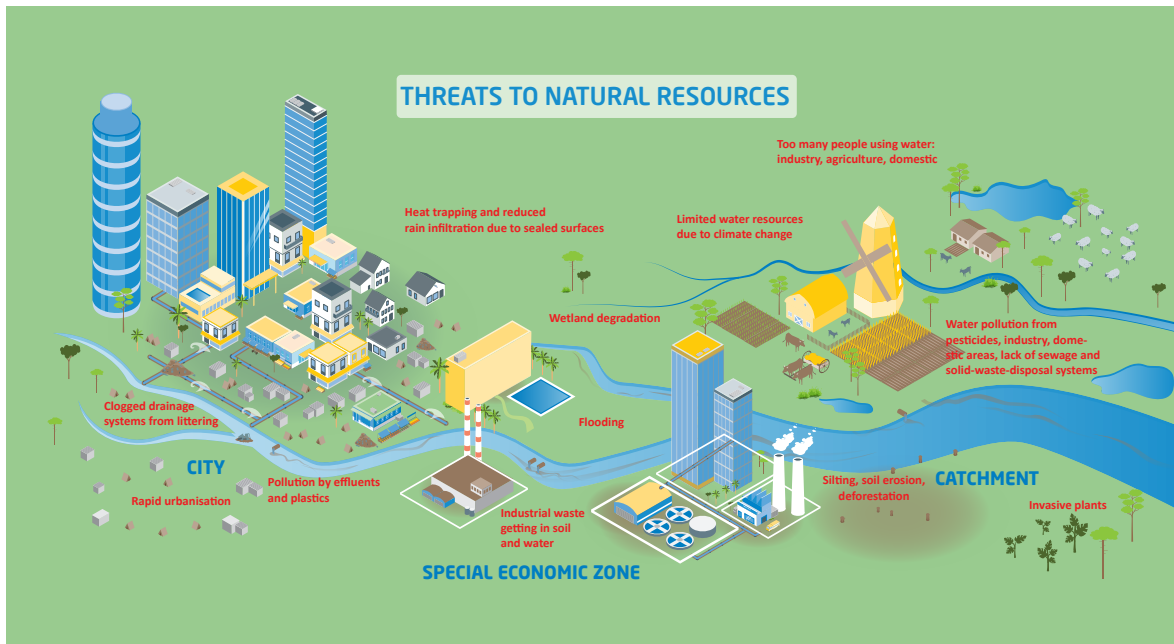 THREATS TO NATURAL RESOURCES
Too many people using water:
industry, agriculture, domestic
Heat trapping and reduced
rain infiltration due to sealed surfaces
Limited water resources
due to climate change
Wetland degradation
Water pollution from
pesticides, industry, dome-
stic areas, lack of sewage and
solid-waste-disposal systems
Clogged drainage
systems from littering
Flooding
CITY
Pollution by effluents
and plastics
Rapid urbanisation
Silting, soil erosion,
deforestation
CATCHMENT
Industrial waste
getting in soil
and water
Invasive plants
SPECIAL ECONOMIC ZONE